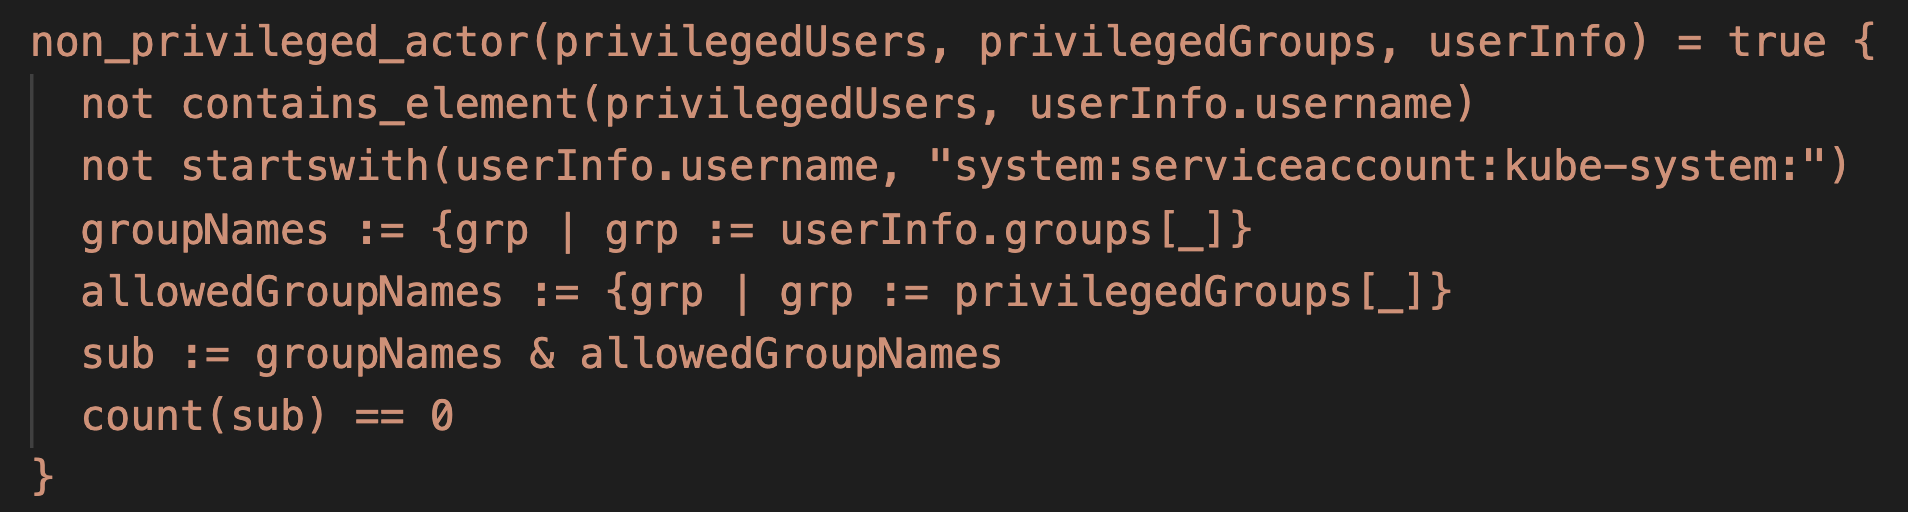 non_privileged_actor(privilegedUsers, privilegedGroups, userInfo) = true {
  not contains_element(privilegedUsers, userInfo.username)
  not startswith(userInfo.username, "system:serviceaccount:kube-system:")
  groupNames := {grp | grp := userInfo.groups[_]}
  allowedGroupNames := {grp | grp := privilegedGroups[_]}
  sub := groupNames & allowedGroupNames
  count(sub) == 0
}